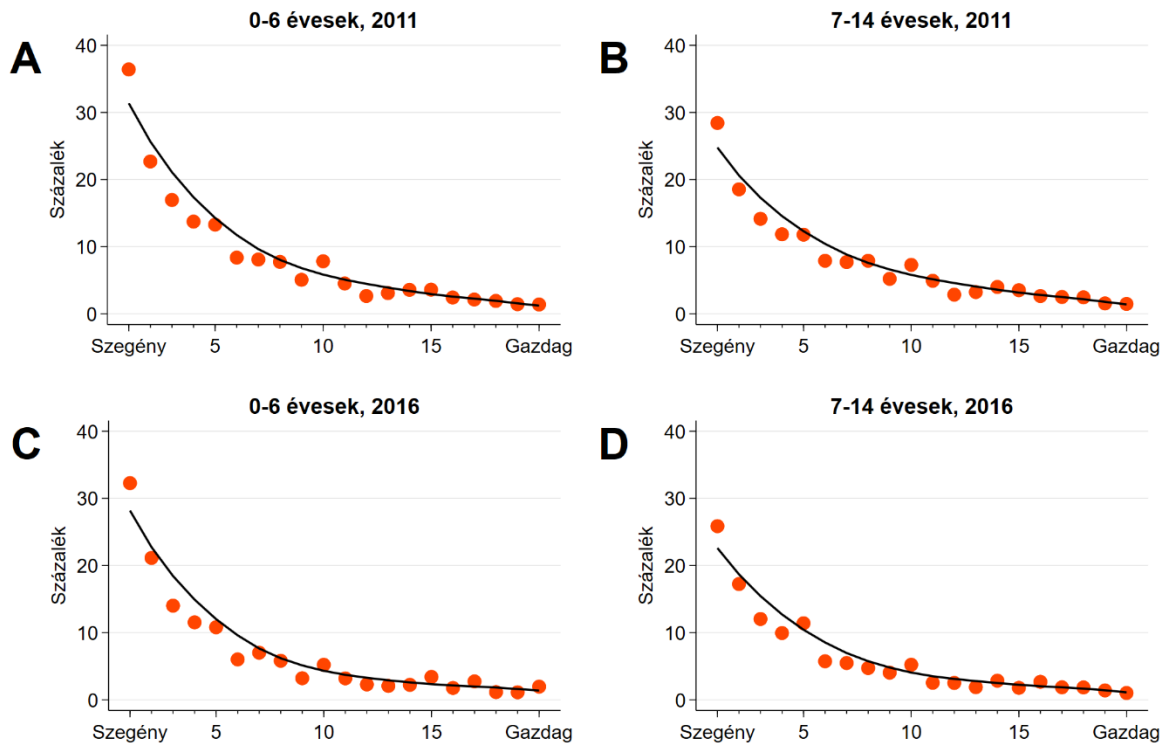 A
0-6 évesek, 2011
Százalék
40
30
20
10
0
Szegény 5 10 15 Gazdag
B
7-14 évesek, 2011
Százalék
40
30
20
10
0
Szegény 5 10 15 Gazdag
C
0-6 évesek, 2016
Százalék
40
30
20
10
0
Szegény 5 10 15 Gazdag
D
7-14 évesek, 2016
Százalék
40
30
20
10
0
Szegény 5 10 15 Gazdag